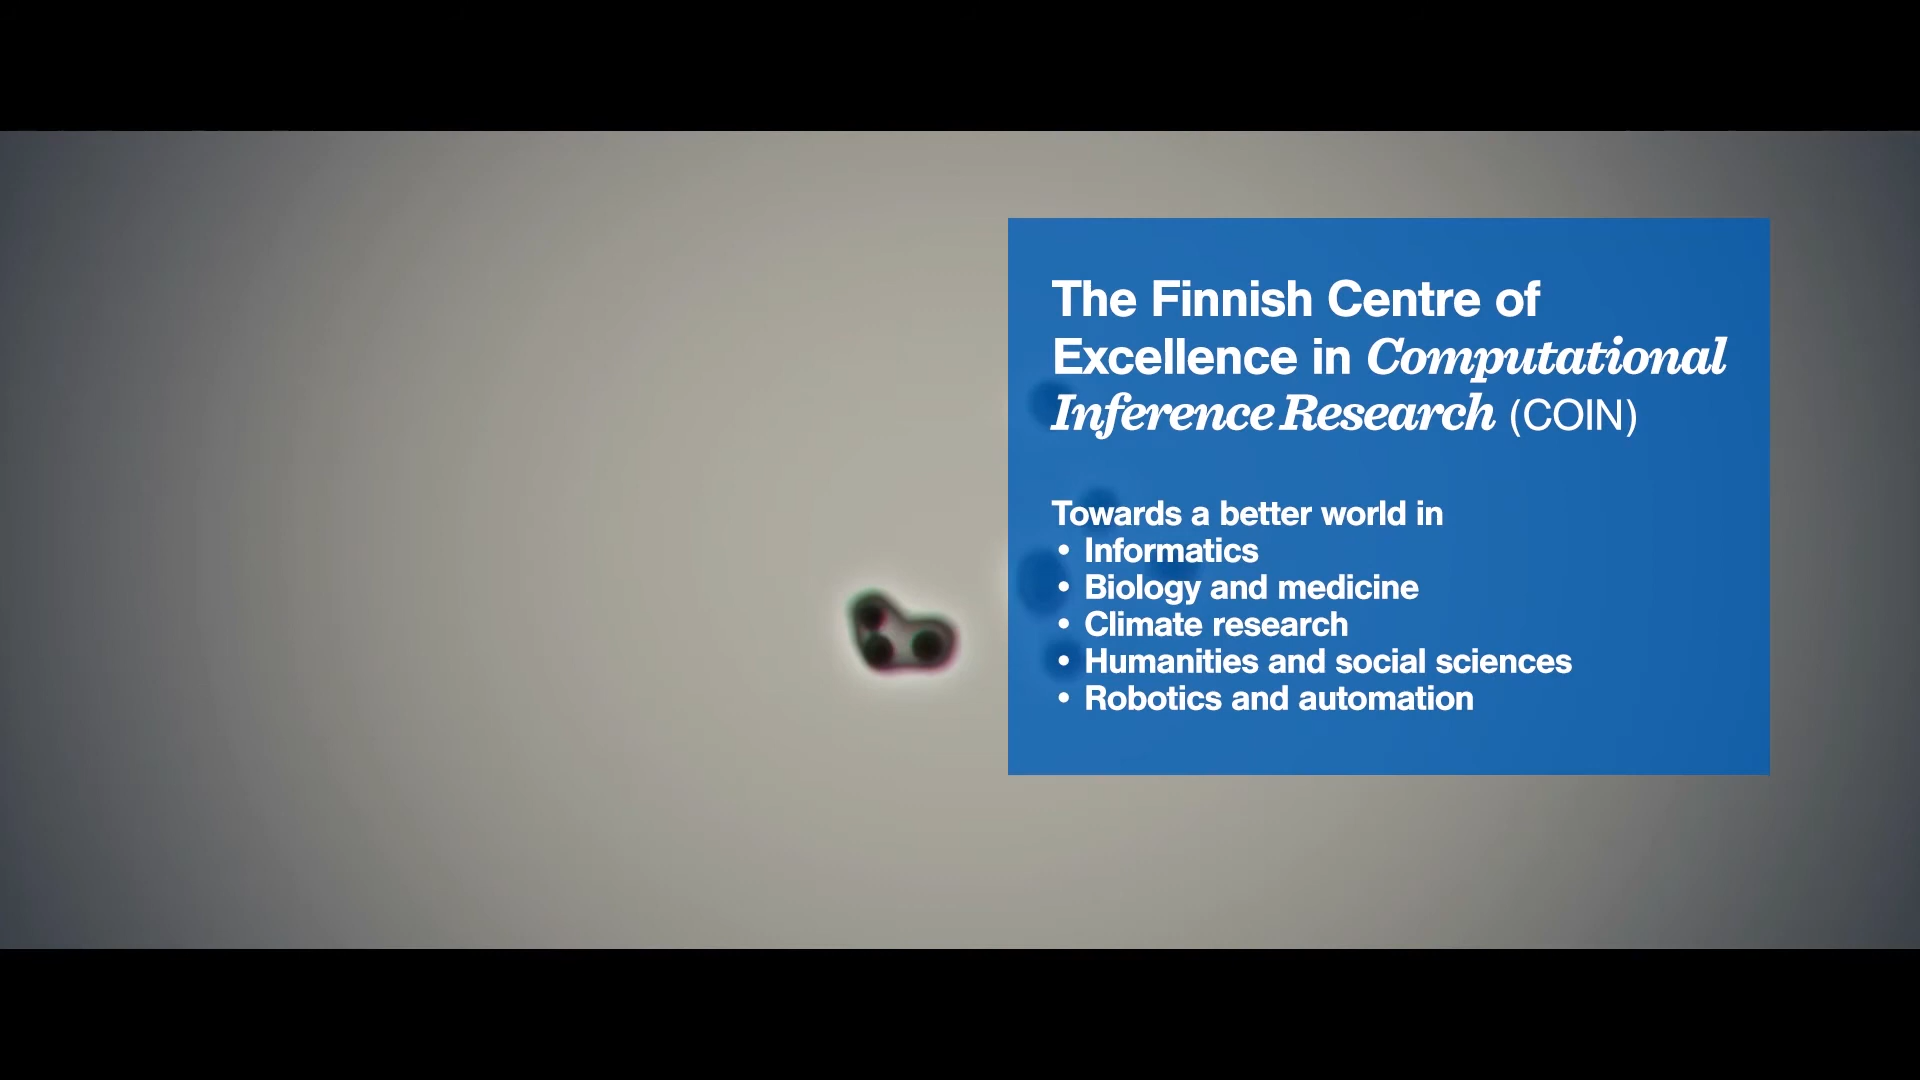 The Finnish Centre of
Excellence in Computational
Inference Research (COIN)
Towards a better world in
• Informatics
• Biology and medicine
• Climate research
• Humanities and social sciences
• Robotics and automation